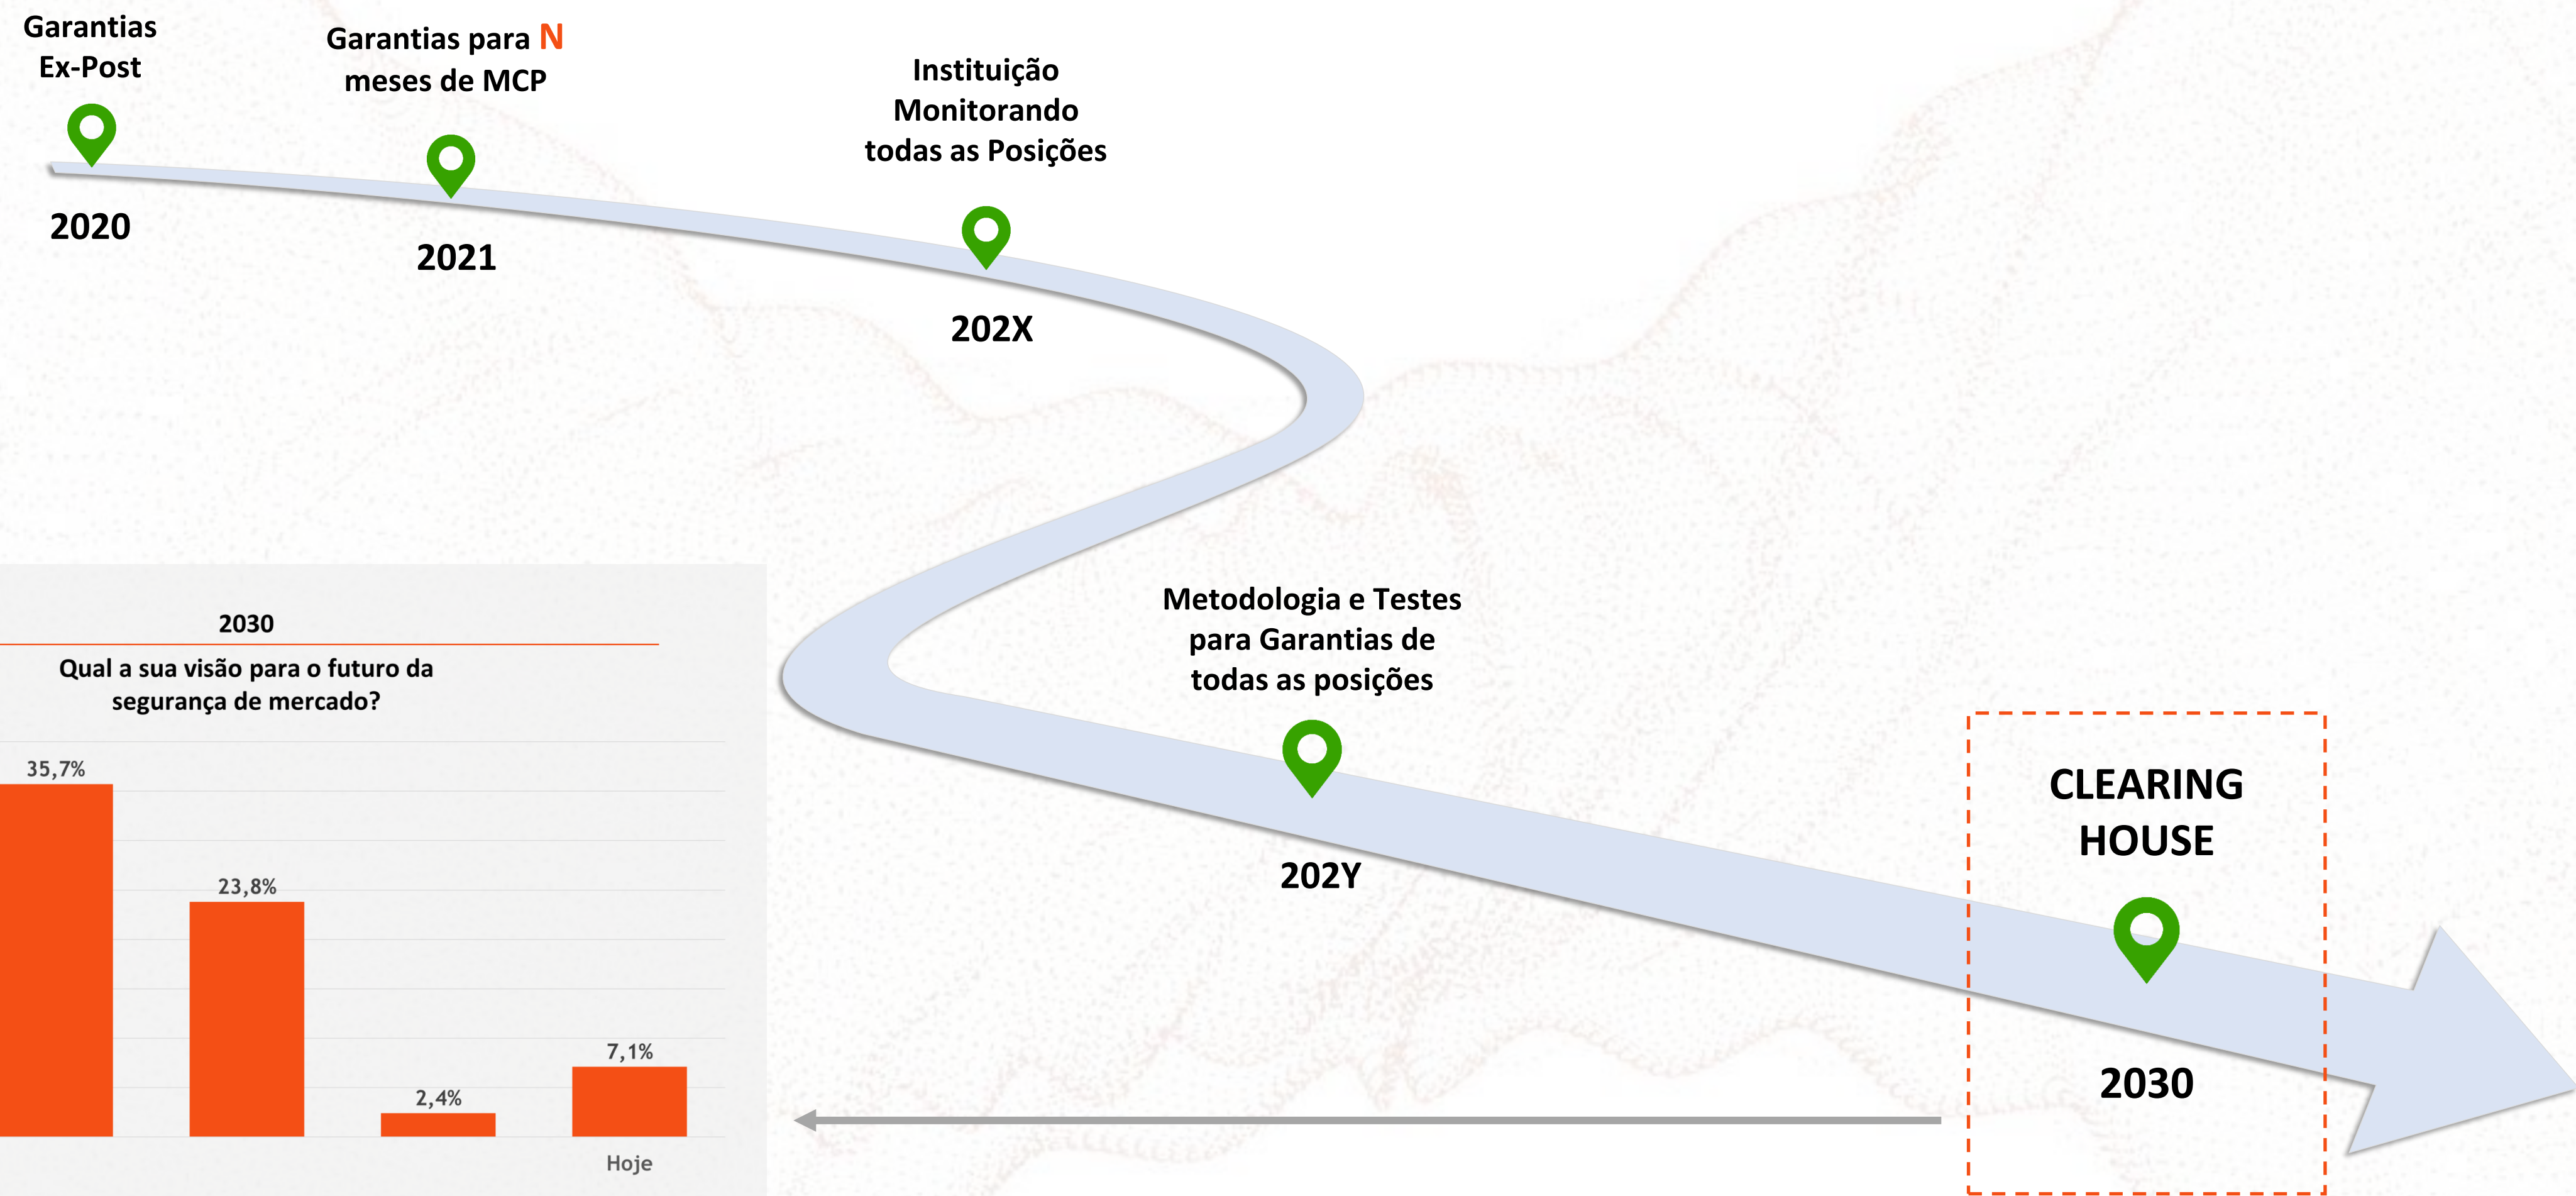 Garantias
Ex-Post
2020
Garantias para N
meses de MCP
2021
Instituição
Monitorando
todas as Posições
202X
Metodologia e Testes
para Garantias de
todas as posições
202Y
CLEARING
HOUSE
2030
2030
Qual a sua visão para o futuro da
segurança de mercado?
35,7%
23,8%
2,4%
7,1%
Hoje